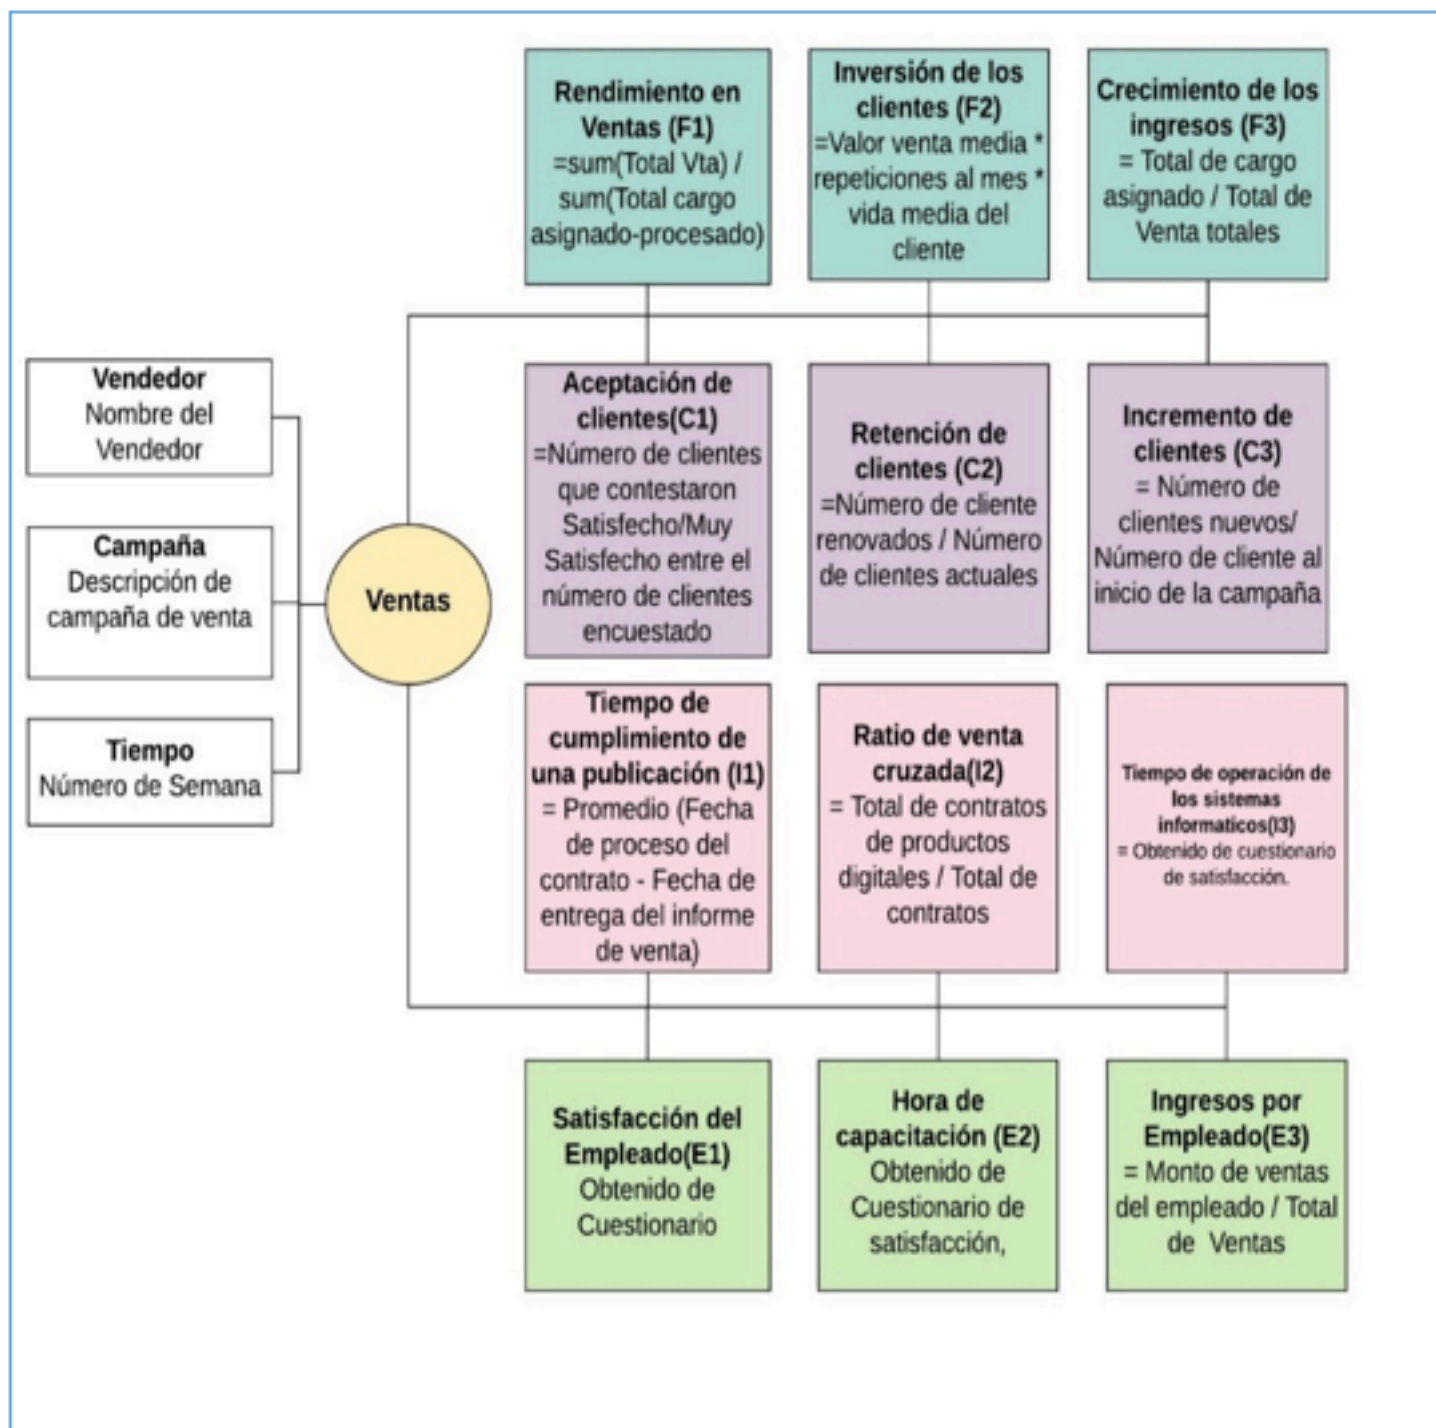 Rendimiento en
Ventas (F1)
=sum(Total Vta) /
sum(Total cargo
asignado-procesado)
Inversión de los
clientes (F2)
=Valor venta media *
repeticiones al mes *
vida media del
cliente
Crecimiento de los
ingresos (F3)
= Total de cargo
asignado / Total de
Venta totales
Vendedor
Nombre del
Vendedor
Campaña
Descripción de
campaña de venta
Tiempo
Número de Semana
Ventas
Aceptación de
clientes(C1)
=Número de clientes
que contestaron
Satisfecho/Muy
Satisfecho entre el
número de clientes
encuestado
Retención de
clientes (C2)
=Número de cliente
renovados / Número
de clientes actuales
Incremento de
clientes (C3)
= Número de
clientes nuevos/
Número de cliente al
inicio de la campaña
Tiempo de
cumplimiento de
una publicación (I1)
= Promedio (Fecha
de proceso del
contrato - Fecha de
entrega del informe
de venta)
Ratio de venta
cruzada(I2)
= Total de contratos
de productos
digitales / Total de
contratos
Tiempo de operación de
los sistemas
informaticos(I3)
= Obtenido de cuestionario
de satisfacción.
Satisfacción del
Empleado(E1)
Obtenido de
Cuestionario
Hora de
capacitación (E2)
Obtenido de
Cuestionario de
satisfacción,
Ingresos por
Empleado(E3)
= Monto de ventas
del empleado / Total
de Ventas